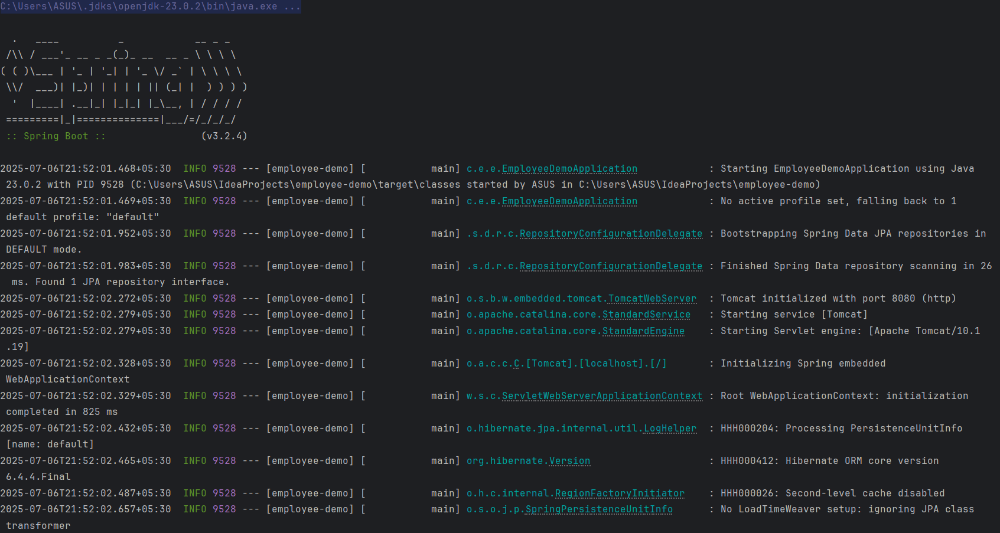 C:\Users\ASUS\.jdks\openjdk-23.0.2\bin\java.exe ...
  .   ____          _            __ _ _
 /\\ / ___'_ __ _ _(_)_ __  __ _ \ \ \ \
( ( )\___ | '_ | '_| | '_ \/ _` | \ \ \ \
 \\/  ___)| |_)| | | | | || (_| |  ) ) ) )
  '  |____| .__|_| |_|_| |_\__, | / / / /
 =========|_|==============|___/=/_/_/_/
 :: Spring Boot ::                (v3.2.4)
2025-07-06T21:52:01.468+05:30  INFO 9528 --- [employee-demo] [           main] c.e.e.EmployeeDemoApplication            : Starting EmployeeDemoApplication using Java
 23.0.2 with PID 9528 (C:\Users\ASUS\IdeaProjects\employee-demo\target\classes started by ASUS in C:\Users\ASUS\IdeaProjects\employee-demo)
2025-07-06T21:52:01.469+05:30  INFO 9528 --- [employee-demo] [           main] c.e.e.EmployeeDemoApplication            : No active profile set, falling back to 1
 default profile: "default"
2025-07-06T21:52:01.952+05:30  INFO 9528 --- [employee-demo] [           main] .s.d.r.c.RepositoryConfigurationDelegate : Bootstrapping Spring Data JPA repositories in
 DEFAULT mode.
2025-07-06T21:52:01.983+05:30  INFO 9528 --- [employee-demo] [           main] .s.d.r.c.RepositoryConfigurationDelegate : Finished Spring Data repository scanning in 26
  ms. Found 1 JPA repository interface.
2025-07-06T21:52:02.272+05:30  INFO 9528 --- [employee-demo] [           main] o.s.b.w.embedded.tomcat.TomcatWebServer  : Tomcat initialized with port 8080 (http)
2025-07-06T21:52:02.279+05:30  INFO 9528 --- [employee-demo] [           main] o.apache.catalina.core.StandardService   : Starting service [Tomcat]
2025-07-06T21:52:02.279+05:30  INFO 9528 --- [employee-demo] [           main] o.apache.catalina.core.StandardEngine    : Starting Servlet engine: [Apache Tomcat/10.1
 .19]
2025-07-06T21:52:02.328+05:30  INFO 9528 --- [employee-demo] [           main] o.a.c.c.C.[Tomcat].[localhost].[/]       : Initializing Spring embedded
 WebApplicationContext
2025-07-06T21:52:02.329+05:30  INFO 9528 --- [employee-demo] [           main] w.s.c.ServletWebServerApplicationContext : Root WebApplicationContext: initialization
 completed in 825 ms
2025-07-06T21:52:02.432+05:30  INFO 9528 --- [employee-demo] [           main] o.hibernate.jpa.internal.util.LogHelper  : HHH000204: Processing PersistenceUnitInfo
 [name: default]
2025-07-06T21:52:02.465+05:30  INFO 9528 --- [employee-demo] [           main] org.hibernate.Version                    : HHH000412: Hibernate ORM core version
 6.4.4.Final
2025-07-06T21:52:02.487+05:30  INFO 9528 --- [employee-demo] [           main] o.h.c.internal.RegionFactoryInitiator    : HHH000026: Second-level cache disabled
2025-07-06T21:52:02.657+05:30  INFO 9528 --- [employee-demo] [           main] o.s.o.j.p.SpringPersistenceUnitInfo      : No LoadTimeWeaver setup: ignoring JPA class
 transformer